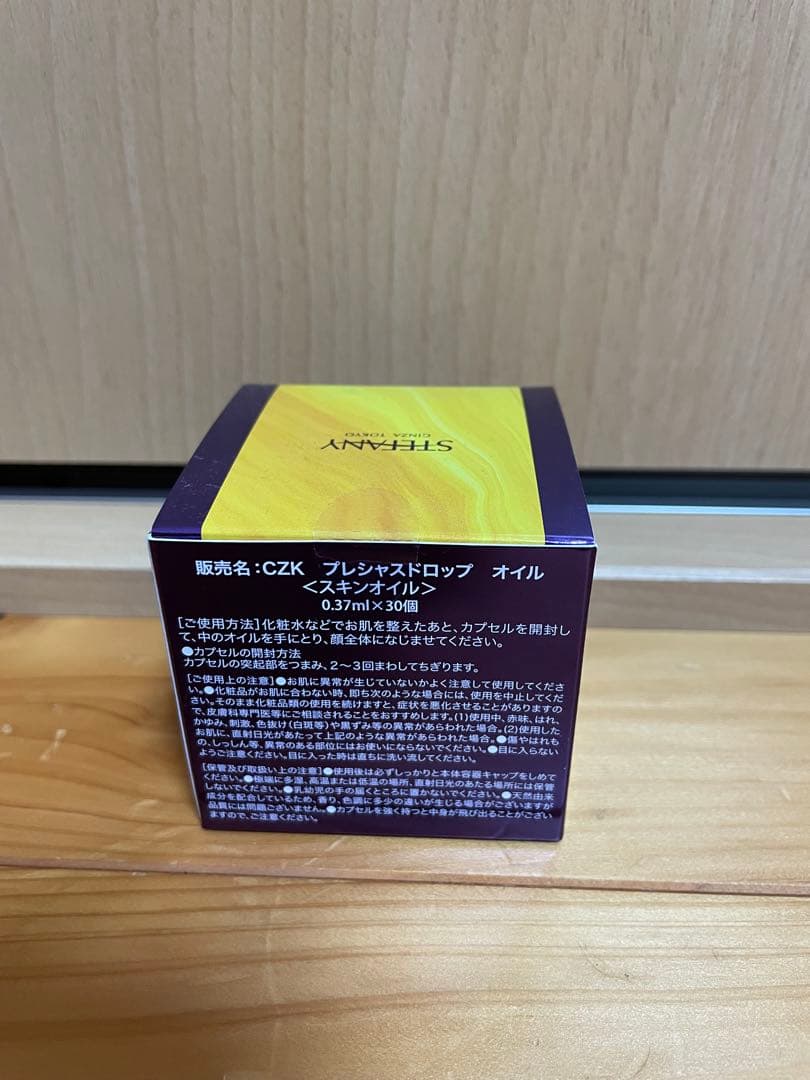 STEFANY
GINZA TOKYO
販売名：CZK　プレシャスドロップ　オイル
＜スキンオイル＞
0.37ml×30個
［ご使用方法］化粧水などでお肌を整えたあと、カプセルを開封し
て、中のオイルを手にとり、顔全体になじませてください。
●カプセルの開封方法
カプセルの突起部をつまみ、2〜3回まわしてちぎります。
［ご使用上の注意］●お肌に異常が生じていないかよく注意して使用してくださ
い。●化粧品がお肌に合わない時、即ち次のような場合には、使用を中止してくだ
さい。そのまま化粧品類の使用を続けますと、症状を悪化させることがありますの
で、皮膚科専門医等にご相談されることをおすすめします。(1)使用中、赤味、はれ、
かゆみ、刺激、色抜け(白斑等)や黒ずみ等の異常があらわれた場合。(2)使用した
お肌に、直射日光があたって上記のような異常があらわれた場合。●傷やはれも
の、しっしん等、異常のある部位にはお使いにならないでください。●目に入らない
ようご注意ください。目に入った時は直ちに洗い流してください。
［保管及び取扱い上の注意］●使用後は必ずしっかりと本体容器キャップをしめて
ください。●極端に多湿、高温または低温の場所、直射日光のあたる場所には保管
しないでください。●乳幼児の手の届くところに置かないでください。●天然由来
成分を配合しているため、香り、色調に多少の違いが生じる場合がございますが
品質には問題ございません。●カプセルを強く持つと中身が飛び出ることがござい
ますので、ご注意ください。